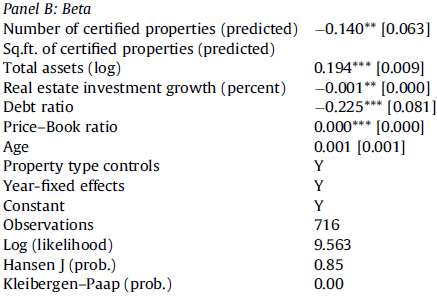 Panel B: Beta
Number of certified properties (predicted) −0.140** [0.063]
Sq.ft. of certified properties (predicted)
Total assets (log) 0.194*** [0.009]
Real estate investment growth (percent) −0.001** [0.000]
Debt ratio −0.225*** [0.081]
Price–Book ratio 0.000*** [0.000]
Age 0.001 [0.001]
Property type controls Y
Year-fixed effects Y
Constant Y
Observations 716
Log (likelihood) 9.563
Hansen J (prob.) 0.85
Kleibergen–Paap (prob.) 0.00